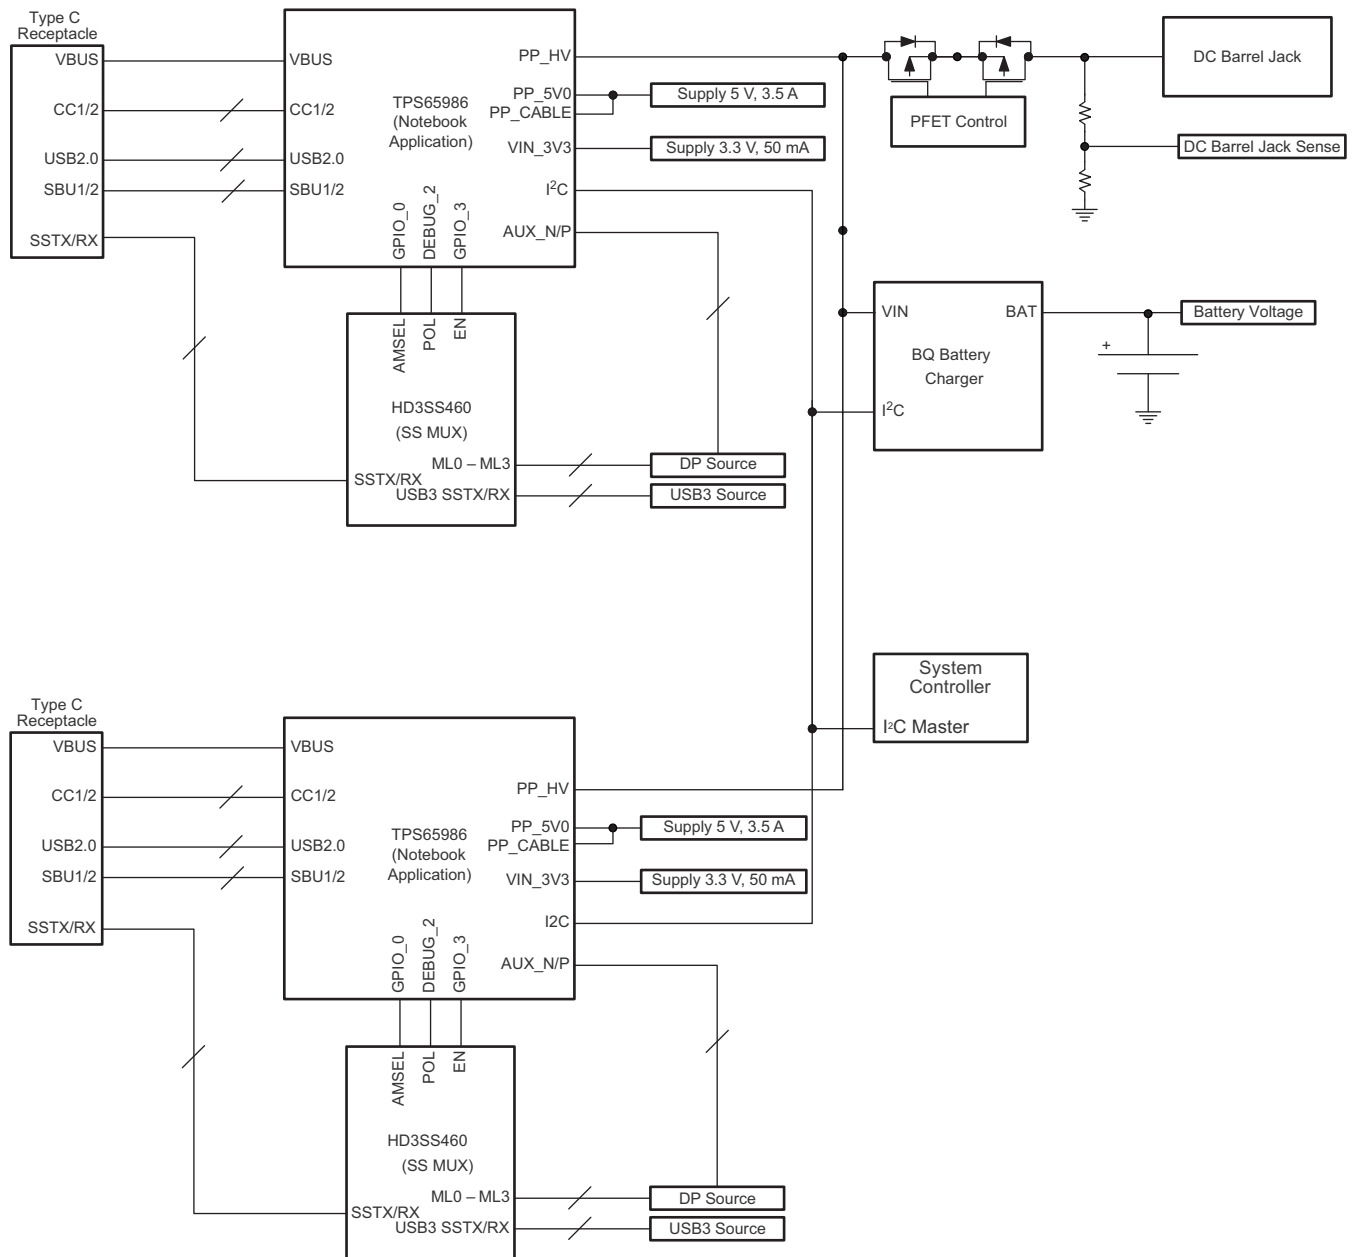 Type C
Receptacle
VBUS
CC1/2
USB2.0
SBU1/2
SSTX/RX
VBUS
CC1/2
USB2.0
SBU1/2
TPS65986
(Notebook
Application)
PP_HV
PP_5V0
PP_CABLE
VIN_3V3
I²C
AUX_N/P
GPIO_0
DEBUG_2
GPIO_3
Supply 5 V, 3.5 A
Supply 3.3 V, 50 mA
PFET Control
DC Barrel Jack
DC Barrel Jack Sense
AMSEL
POL
EN
HD3SS460
(SS MUX)
ML0 – ML3
SSTX/RX
USB3 SSTX/RX
DP Source
USB3 Source
VIN
BAT
BQ Battery
Charger
I²C
Battery Voltage
+
System
Controller
I²C Master
Type C
Receptacle
VBUS
CC1/2
USB2.0
SBU1/2
SSTX/RX
VBUS
CC1/2
USB2.0
SBU1/2
TPS65986
(Notebook
Application)
PP_HV
PP_5V0
PP_CABLE
VIN_3V3
I2C
AUX_N/P
GPIO_0
DEBUG_2
GPIO_3
Supply 5 V, 3.5 A
Supply 3.3 V, 50 mA
AMSEL
POL
EN
HD3SS460
(SS MUX)
ML0 – ML3
SSTX/RX
USB3 SSTX/RX
DP Source
USB3 Source